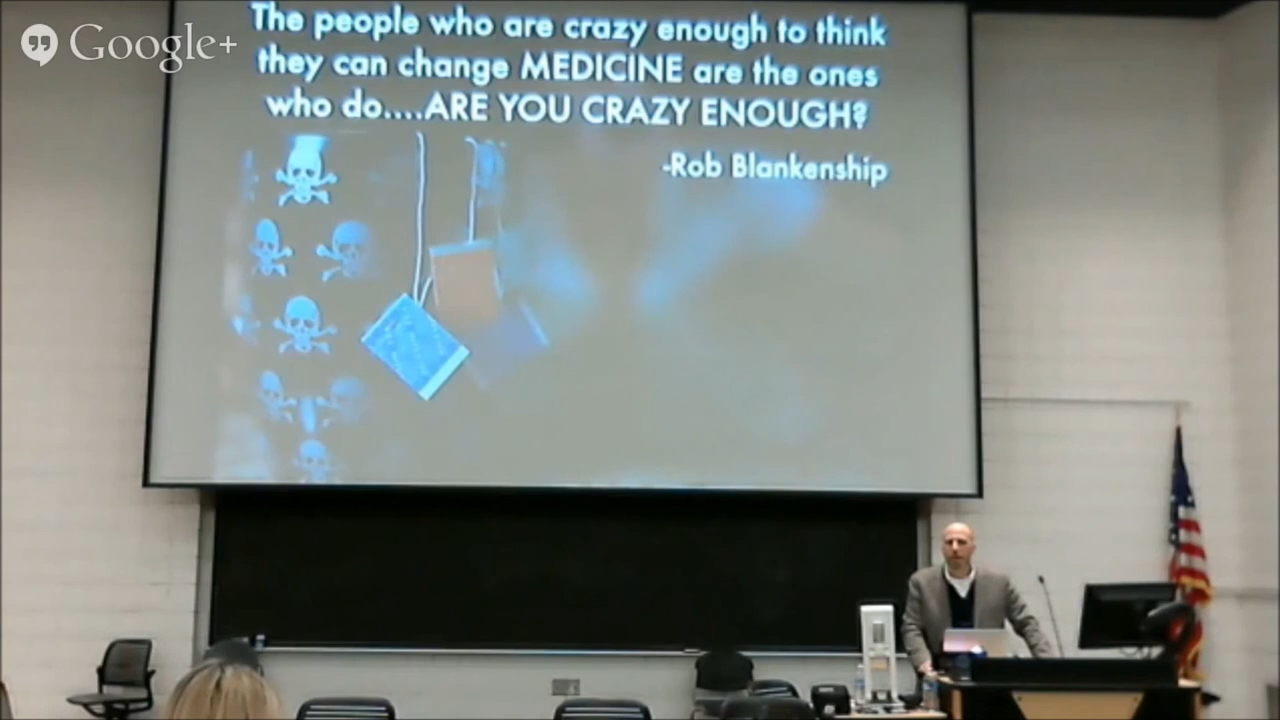 Google+
The people who are crazy enough to think
they can change MEDICINE are the ones
who do....ARE YOU CRAZY ENOUGH?
-Rob Blankenship